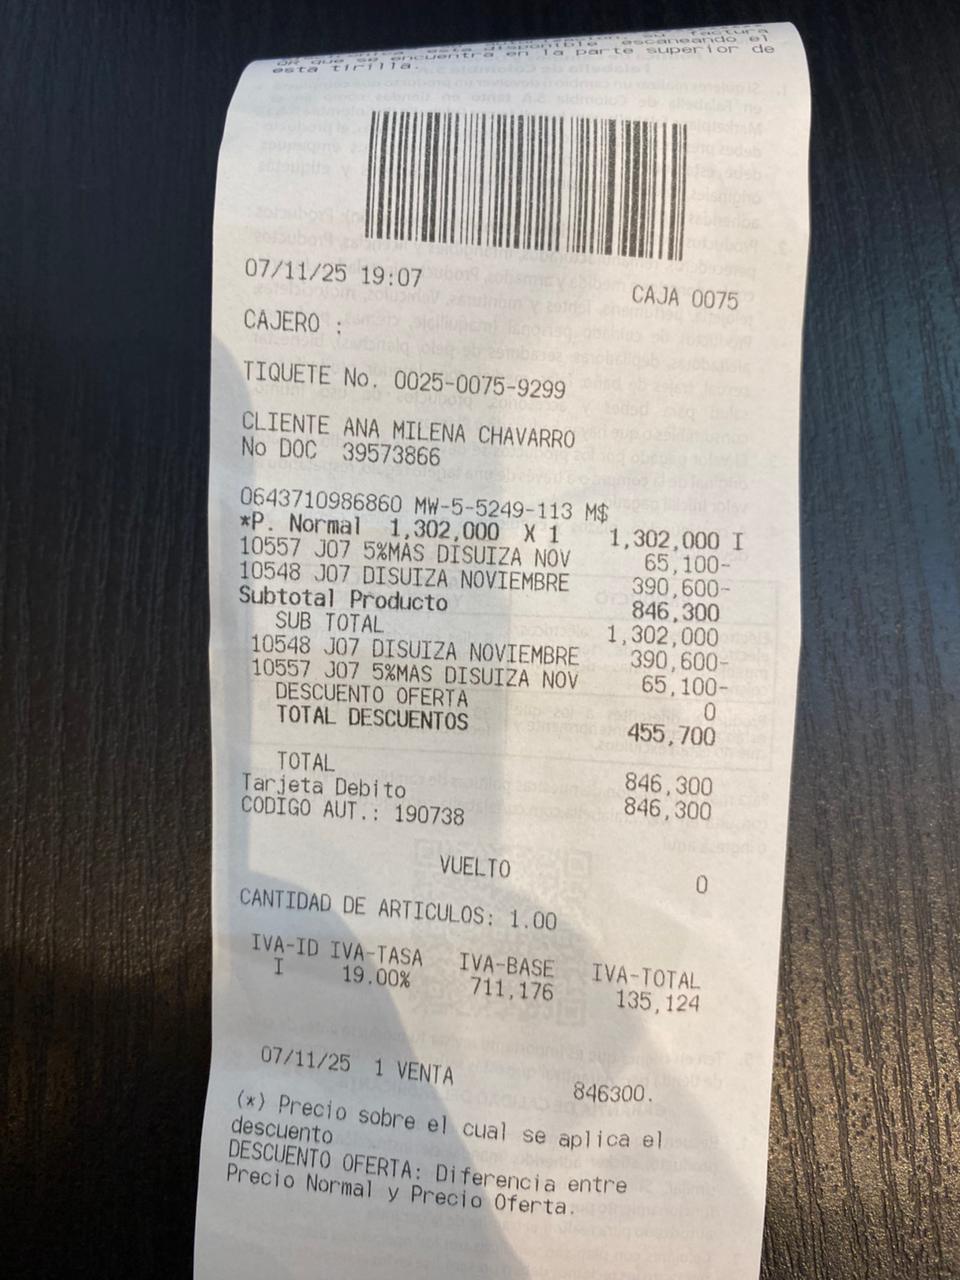 su factura
esta disponible escaneando el
QR que se encuentra en la parte superior de
esta tirilla.
07/11/25 19:07 CAJA 0075
CAJERO :
TIQUETE No. 0025-0075-9299
CLIENTE ANA MILENA CHAVARRO
No DOC 39573866
0643710986860 MW-5-5249-113 M$
*P. Normal 1,302,000 X 1 1,302,000 I
10557 J07 5%MAS DISUIZA NOV 65,100-
10548 J07 DISUIZA NOVIEMBRE 390,600-
Subtotal Producto 846,300
SUB TOTAL 1,302,000
10548 J07 DISUIZA NOVIEMBRE 390,600-
10557 J07 5%MAS DISUIZA NOV 65,100-
DESCUENTO OFERTA 0
TOTAL DESCUENTOS 455,700
TOTAL 846,300
Tarjeta Debito 846,300
CODIGO AUT.: 190738
VUELTO 0
CANTIDAD DE ARTICULOS: 1.00
IVA-ID IVA-TASA IVA-BASE IVA-TOTAL
I 19.00% 711,176 135,124
07/11/25 1 VENTA 846300.
(*) Precio sobre el cual se aplica el
descuento
DESCUENTO OFERTA: Diferencia entre
Precio Normal y Precio Oferta.